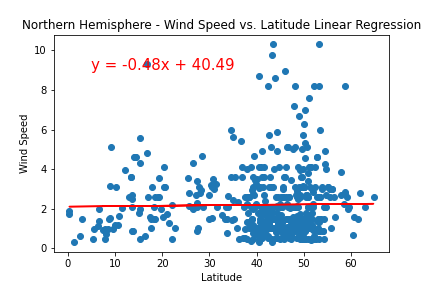 Northern Hemisphere - Wind Speed vs. Latitude Linear Regression
10
y = -0.48x + 40.49
8
6
4
2
0
Wind Speed
0 10 20 30 40 50 60
Latitude